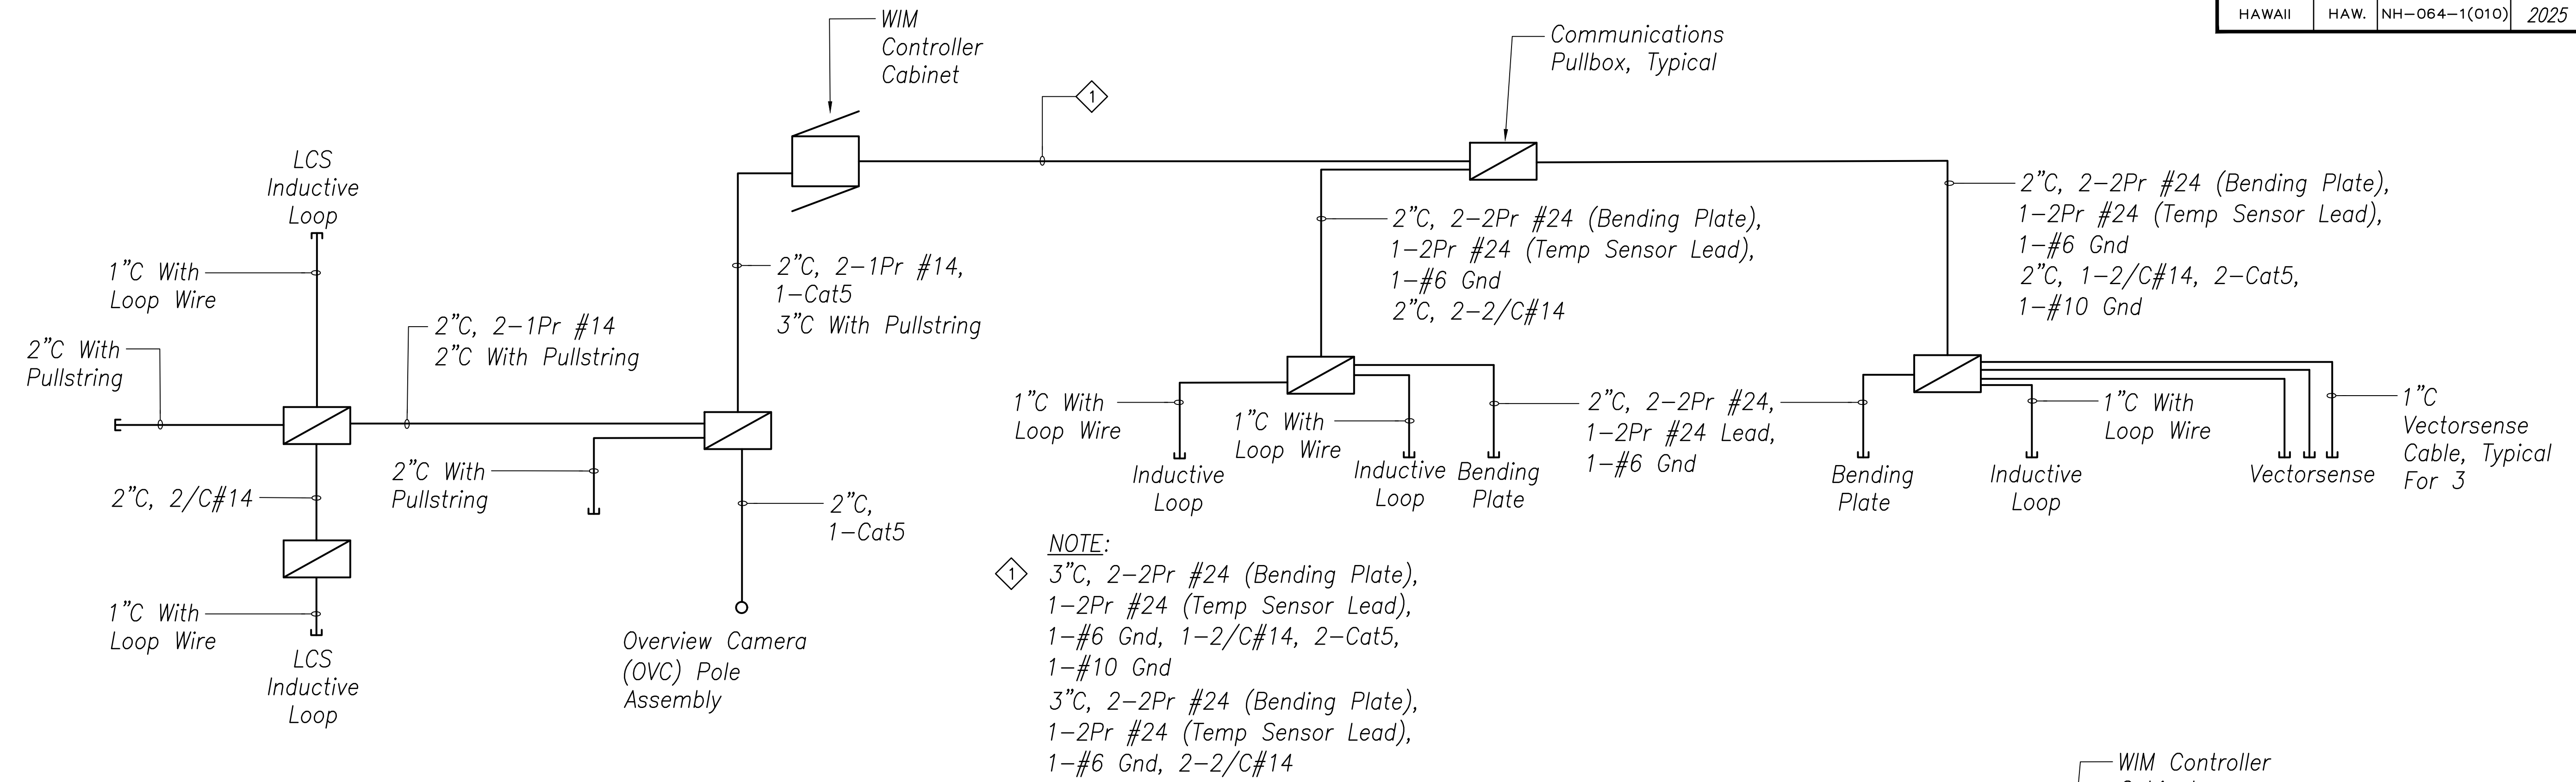 HAWAII HAW. NH-064-1(010) 2025
WIM
Controller
Cabinet
Communications
Pullbox, Typical
1
LCS
Inductive
Loop
1"C With
Loop Wire
2"C With
Pullstring
2"C, 2-1Pr #14
2"C With Pullstring
2"C, 2-1Pr #14,
1-Cat5
3"C With Pullstring
2"C, 2-2Pr #24 (Bending Plate),
1-2Pr #24 (Temp Sensor Lead),
1-#6 Gnd
2"C, 2-2/C#14
2"C, 2-2Pr #24 (Bending Plate),
1-2Pr #24 (Temp Sensor Lead),
1-#6 Gnd
2"C, 1-2/C#14, 2-Cat5,
1-#10 Gnd
2"C, 2/C#14
2"C With
Pullstring
2"C,
1-Cat5
1"C With
Loop Wire
Inductive
Loop
1"C With
Loop Wire
Inductive
Loop
Bending
Plate
2"C, 2-2Pr #24,
1-2Pr #24 Lead,
1-#6 Gnd
Bending
Plate
1"C With
Loop Wire
Inductive
Loop
Vectorsense
1"C
Vectorsense
Cable, Typical
For 3
1"C With
Loop Wire
LCS
Inductive
Loop
Overview Camera
(OVC) Pole
Assembly
NOTE:
1 3"C, 2-2Pr #24 (Bending Plate),
1-2Pr #24 (Temp Sensor Lead),
1-#6 Gnd, 1-2/C#14, 2-Cat5,
1-#10 Gnd
3"C, 2-2Pr #24 (Bending Plate),
1-2Pr #24 (Temp Sensor Lead),
1-#6 Gnd, 2-2/C#14
WIM Controller